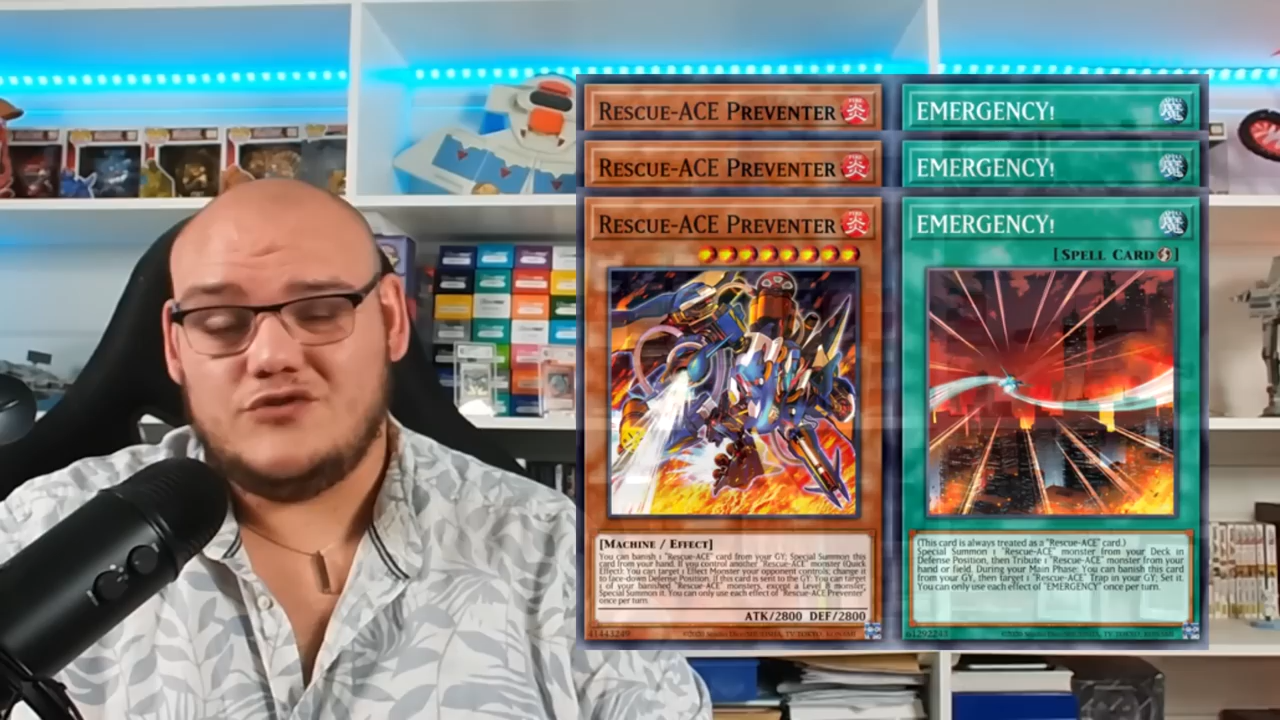 RESCUE-ACE PREVENTER
EMERGENCY!
RESCUE-ACE PREVENTER
EMERGENCY!
RESCUE-ACE PREVENTER
炎
[MACHINE / EFFECT]
You can banish 1 "Rescue-ACE" card from your GY; Special Summon this
card from your hand. If you control another "Rescue-ACE" monster (Quick
Effect): You can target 1 Effect Monster your opponent controls; change it
to face-down Defense Position. If this card is sent to the GY: You can target
1 of your banished "Rescue-ACE" monsters, except a Level 8 monster;
Special Summon it. You can only use each effect of "Rescue-ACE Preventer"
once per turn.
ATK/2800 DEF/2800
41443249
EMERGENCY!
魔
[SPELL CARD]
(This card is always treated as a "Rescue-ACE" card.)
Special Summon 1 "Rescue-ACE" monster from your Deck in
Defense Position, then Tribute 1 "Rescue-ACE" monster from your
hand or field. During your Main Phase: You can banish this card
from your GY, then target 1 "Rescue-ACE" Trap in your GY; Set it.
You can only use each effect of "EMERGENCY" once per turn.
61292243